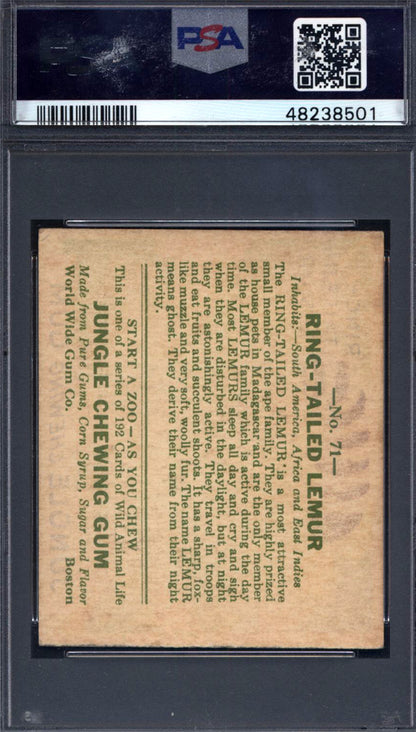 PSA
48238501
—No. 71—
RING-TAILED LEMUR
Inhabits:—South America, Africa and East Indies
The RING-TAILED LEMUR is a most attractive
small member of the ape family. They are highly prized
as house pets in Madagascar and are the only member
of the LEMUR family which is active during the day
time. Most LEMURS sleep all day and cry and sigh
when they are disturbed in the daylight, but at night
they are astonishingly active. They travel in troops
and eat fruits and succulent shoots. It has a sharp, fox-
like muzzle and very soft, woolly fur. The name LEMUR
means ghost. They derive their name from their night
activity.
START A ZOO—AS YOU CHEW
This is one of a series of 192 Cards of Wild Animal Life
JUNGLE CHEWING GUM
Made from Pure Gums, Corn Syrup, Sugar and Flavor
World Wide Gum Co. Boston